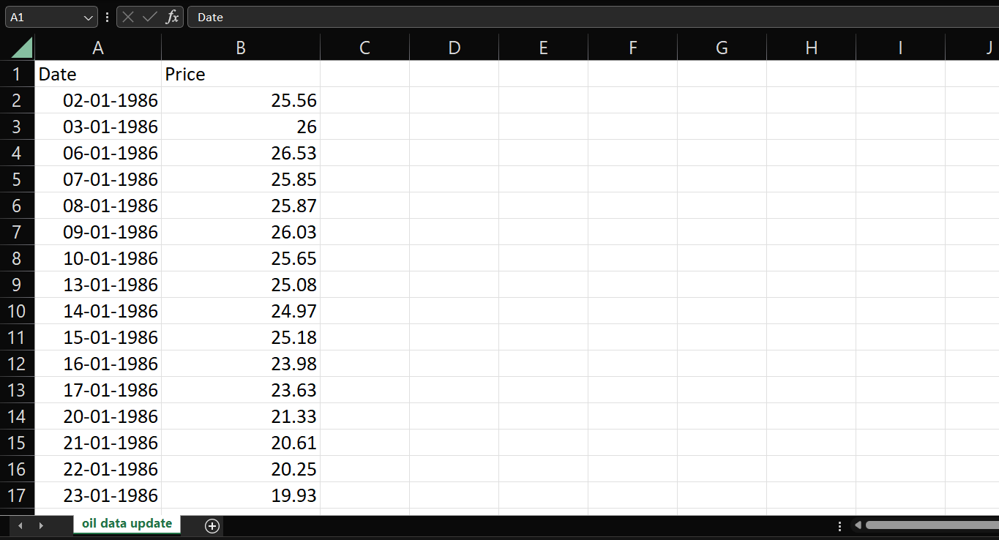 A1 fx Date
A B C D E F G H I J
1 Date Price
2 02-01-1986 25.56
3 03-01-1986 26
4 06-01-1986 26.53
5 07-01-1986 25.85
6 08-01-1986 25.87
7 09-01-1986 26.03
8 10-01-1986 25.65
9 13-01-1986 25.08
10 14-01-1986 24.97
11 15-01-1986 25.18
12 16-01-1986 23.98
13 17-01-1986 23.63
14 20-01-1986 21.33
15 21-01-1986 20.61
16 22-01-1986 20.25
17 23-01-1986 19.93
oil data update